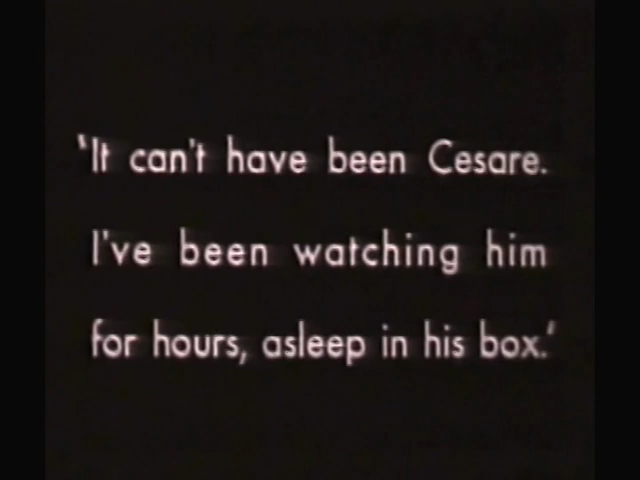 'It can't have been Cesare.
I've been watching him
for hours, asleep in his box.'